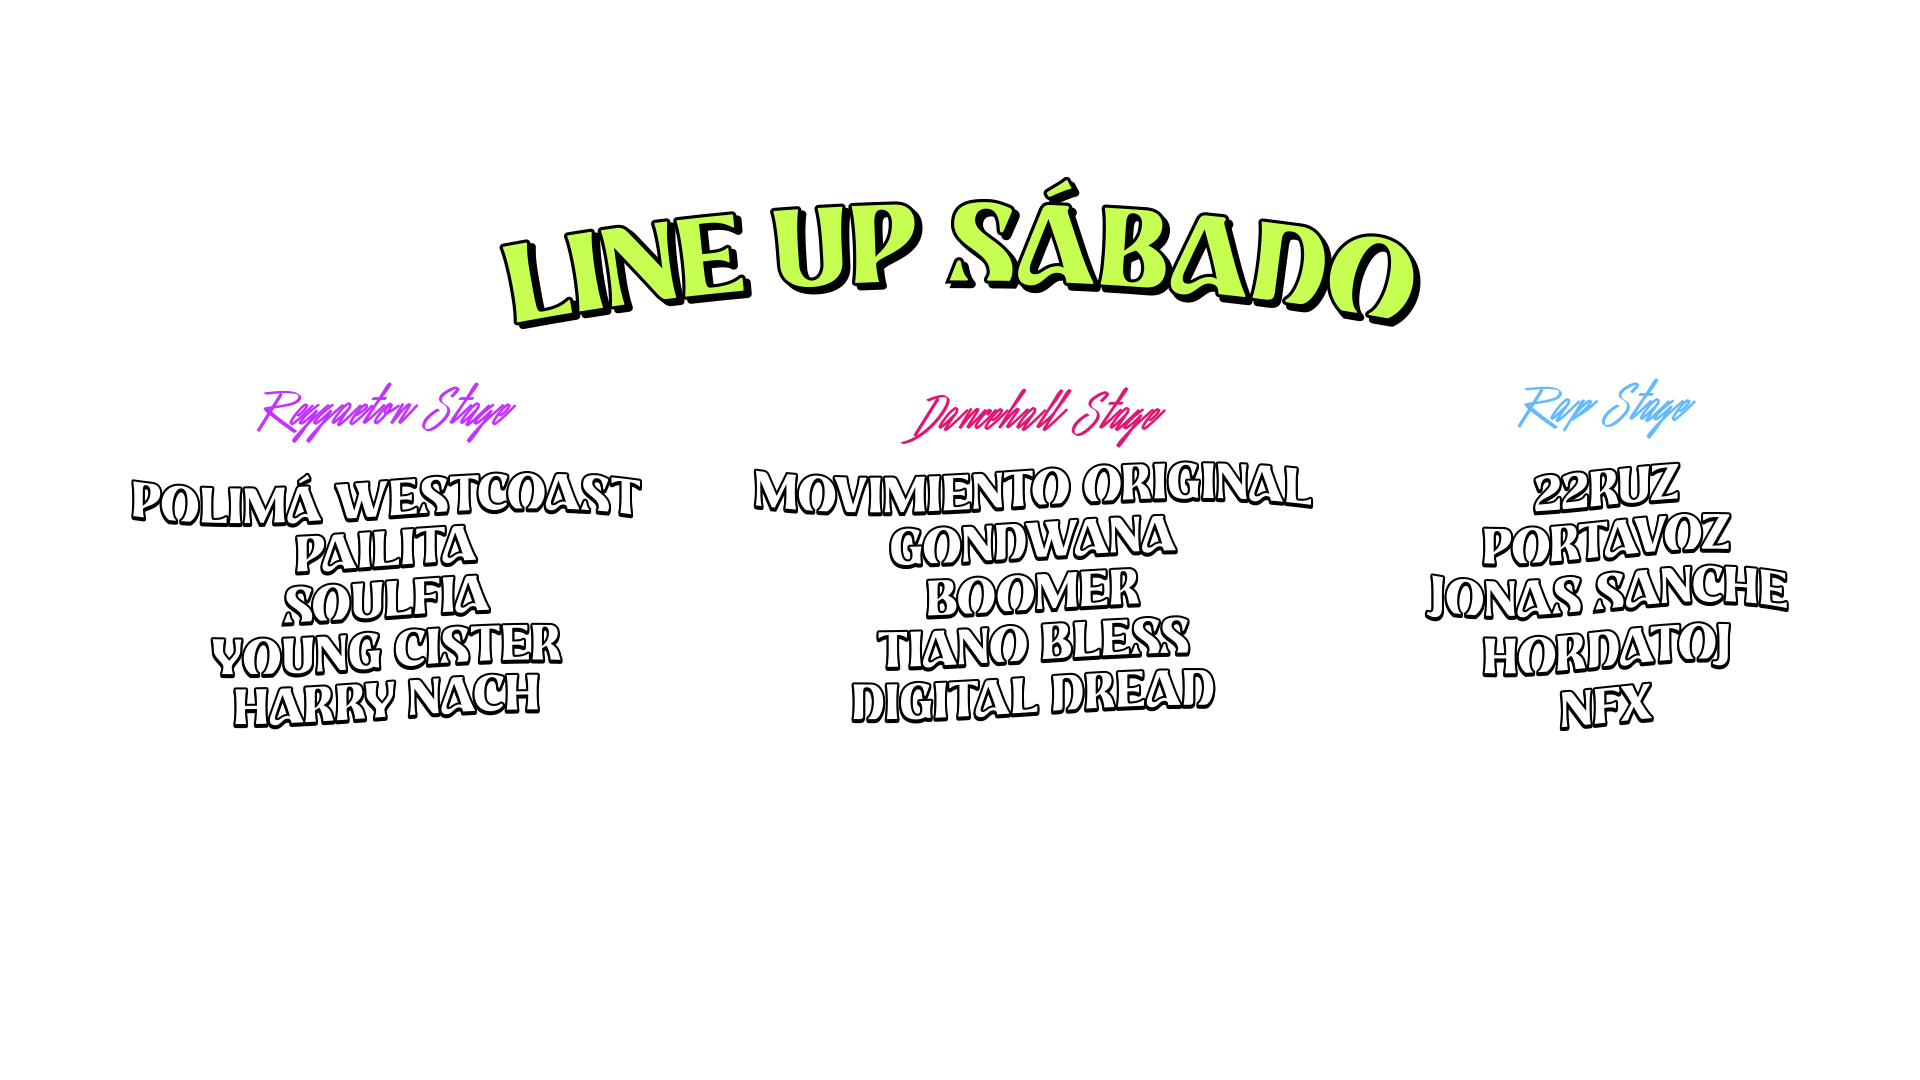 LINE UP SÁBADO
Reggaeton Stage
POLIMÁ WESTCOAST
PAILITA
SOULFIA
YOUNG CISTER
HARRY NACH
Dancehall Stage
MOVIMIENTO ORIGINAL
GONDWANA
BOOMER
TIANO BLESS
DIGITAL DREAD
Rap Stage
22RUZ
PORTAVOZ
JONAS SANCHE
HORDATOJ
NFX